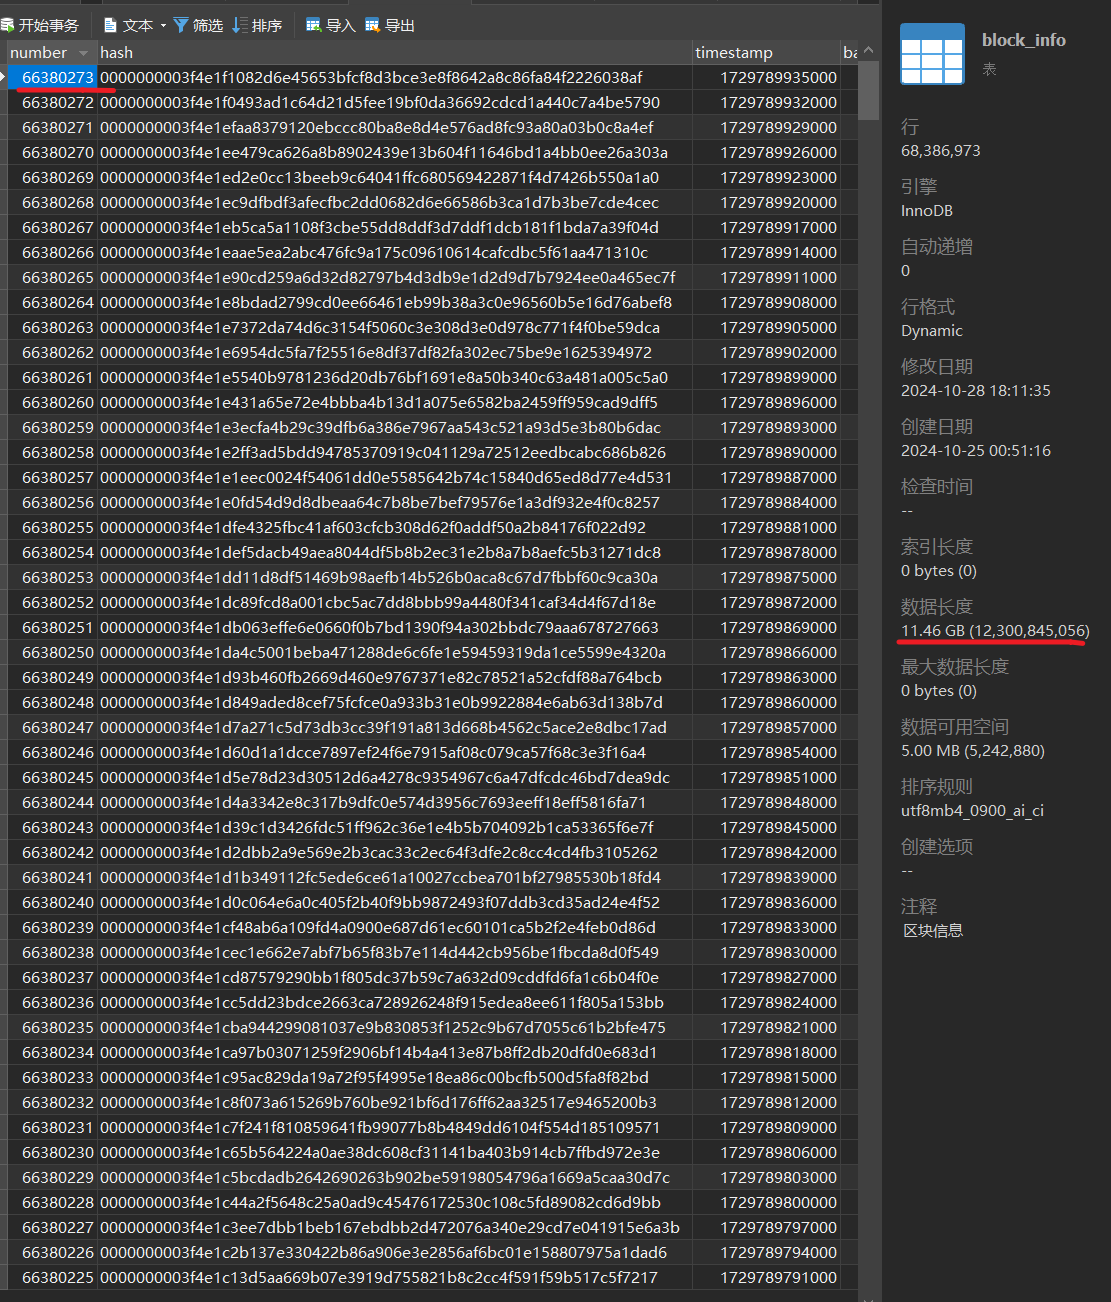 开始事务 文本 筛选 排序 导入 导出
number hash timestamp ba
66380273 0000000003f4e1f1082d6e45653bfcf8d3bce3e8f8642a8c86fa84f2226038af 1729789935000
66380272 0000000003f4e1f0493ad1c64d21d5fee19bf0da36692cdcd1a440c7a4be5790 1729789932000
66380271 0000000003f4e1efaa8379120ebccc80ba8e8d4e576ad8fc93a80a03b0c8a4ef 1729789929000
66380270 0000000003f4e1ee479ca626a8b8902439e13b604f11646bd1a4bb0ee26a303a 1729789926000
66380269 0000000003f4e1ed2e0cc13beeb9c64041ffc680569422871f4d7426b550a1a0 1729789923000
66380268 0000000003f4e1ec9dfbdf3afecfbc2dd0682d6e66586b3ca1d7b3be7cde4cec 1729789920000
66380267 0000000003f4e1eb5ca5a1108f3cbe55dd8ddf3d7ddf1dcb181f1bda7a39f04d 1729789917000
66380266 0000000003f4e1eaae5ea2abc476fc9a175c09610614cafcdbc5f61aa471310c 1729789914000
66380265 0000000003f4e1e90cd259a6d32d82797b4d3db9e1d2d9d7b7924ee0a465ec7f 1729789911000
66380264 0000000003f4e1e8bdad2799cd0ee66461eb99b38a3c0e96560b5e16d76abef8 1729789908000
66380263 0000000003f4e1e7372da74d6c3154f5060c3e308d3e0d978c771f4f0be59dca 1729789905000
66380262 0000000003f4e1e6954dc5fa7f25516e8df37df82fa302ec75be9e1625394972 1729789902000
66380261 0000000003f4e1e5540b9781236d20db76bf1691e8a50b340c63a481a005c5a0 1729789899000
66380260 0000000003f4e1e431a65e72e4bbba4b13d1a075e6582ba2459ff959cad9dff5 1729789896000
66380259 0000000003f4e1e3ecfa4b29c39dfb6a386e7967aa543c521a93d5e3b80b6dac 1729789893000
66380258 0000000003f4e1e2ff3ad5bdd94785370919c041129a72512eedbcabc686b826 1729789890000
66380257 0000000003f4e1e1eec0024f54061dd0e5585642b74c15840d65ed8d77e4d531 1729789887000
66380256 0000000003f4e1e0fd54d9d8dbeaa64c7b8be7bef79576e1a3df932e4f0c8257 1729789884000
66380255 0000000003f4e1dfe4325fbc41af603cfcb308d62f0addf50a2b84176f022d92 1729789881000
66380254 0000000003f4e1def5dacb49aea8044df5b8b2ec31e2b8a7b8aefc5b31271dc8 1729789878000
66380253 0000000003f4e1dd11d8df51469b98aefb14b526b0aca8c67d7fbbf60c9ca30a 1729789875000
66380252 0000000003f4e1dc89fcd8a001cbc5ac7dd8bbb99a4480f341caf34d4f67d18e 1729789872000
66380251 0000000003f4e1db063effe6e0660f0b7bd1390f94a302bbdc79aaa678727663 1729789869000
66380250 0000000003f4e1da4c5001beba471288de6c6fe1e59459319da1ce5599e4320a 1729789866000
66380249 0000000003f4e1d93b460fb2669d460e9767371e82c78521a52cfdf88a764bcb 1729789863000
66380248 0000000003f4e1d849aded8cef75fcfce0a933b31e0b9922884e6ab63d138b7d 1729789860000
66380247 0000000003f4e1d7a271c5d73db3cc39f191a813d668b4562c5ace2e8dbc17ad 1729789857000
66380246 0000000003f4e1d60d1a1dcce7897ef24f6e7915af08c079ca57f68c3e3f16a4 1729789854000
66380245 0000000003f4e1d5e78d23d30512d6a4278c9354967c6a47dfcdc46bd7dea9dc 1729789851000
66380244 0000000003f4e1d4a3342e8c317b9dfc0e574d3956c7693eeff18eff5816fa71 1729789848000
66380243 0000000003f4e1d39c1d3426fdc51ff962c36e1e4b5b704092b1ca53365f6e7f 1729789845000
66380242 0000000003f4e1d2dbb2a9e569e2b3cac33c2ec64f3dfe2c8cc4cd4fb3105262 1729789842000
66380241 0000000003f4e1d1b349112fc5ede6ce61a10027ccbea701bf27985530b18fd4 1729789839000
66380240 0000000003f4e1d0c064e6a0c405f2b40f9bb9872493f07ddb3cd35ad24e4f52 1729789836000
66380239 0000000003f4e1cf48ab6a109fd4a0900e687d61ec60101ca5b2f2e4feb0d86d 1729789833000
66380238 0000000003f4e1cec1e662e7abf7b65f83b7e114d442cb956be1fbcda8d0f549 1729789830000
66380237 0000000003f4e1cd87579290bb1f805dc37b59c7a632d09cddfd6fa1c6b04f0e 1729789827000
66380236 0000000003f4e1cc5dd23bdce2663ca728926248f915edea8ee611f805a153bb 1729789824000
66380235 0000000003f4e1cba944299081037e9b830853f1252c9b67d7055c61b2bfe475 1729789821000
66380234 0000000003f4e1ca97b03071259f2906bf14b4a413e87b8ff2db20dfd0e683d1 1729789818000
66380233 0000000003f4e1c95ac829da19a72f95f4995e18ea86c00bcfb500d5fa8f82bd 1729789815000
66380232 0000000003f4e1c8f073a615269b760be921bf6d176ff62aa32517e9465200b3 1729789812000
66380231 0000000003f4e1c7f241f810859641fb99077b8b4849dd6104f554d185109571 1729789809000
66380230 0000000003f4e1c65b564224a0ae38dc608cf31141ba403b914cb7ffbd972e3e 1729789806000
66380229 0000000003f4e1c5bcdadb2642690263b902be59198054796a1669a5caa30d7c 1729789803000
66380228 0000000003f4e1c44a2f5648c25a0ad9c45476172530c108c5fd89082cd6d9bb 1729789800000
66380227 0000000003f4e1c3ee7dbb1beb167ebdbb2d472076a340e29cd7e041915e6a3b 1729789797000
66380226 0000000003f4e1c2b137e330422b86a906e3e2856af6bc01e158807975a1dad6 1729789794000
66380225 0000000003f4e1c13d5aa669b07e3919d755821b8c2cc4f591f59b517c5f7217 1729789791000
block_info
表
行
68,386,973
引擎
InnoDB
自动递增
0
行格式
Dynamic
修改日期
2024-10-28 18:11:35
创建日期
2024-10-25 00:51:16
检查时间
--
索引长度
0 bytes (0)
数据长度
11.46 GB (12,300,845,056)
最大数据长度
0 bytes (0)
数据可用空间
5.00 MB (5,242,880)
排序规则
utf8mb4_0900_ai_ci
创建选项
--
注释
区块信息